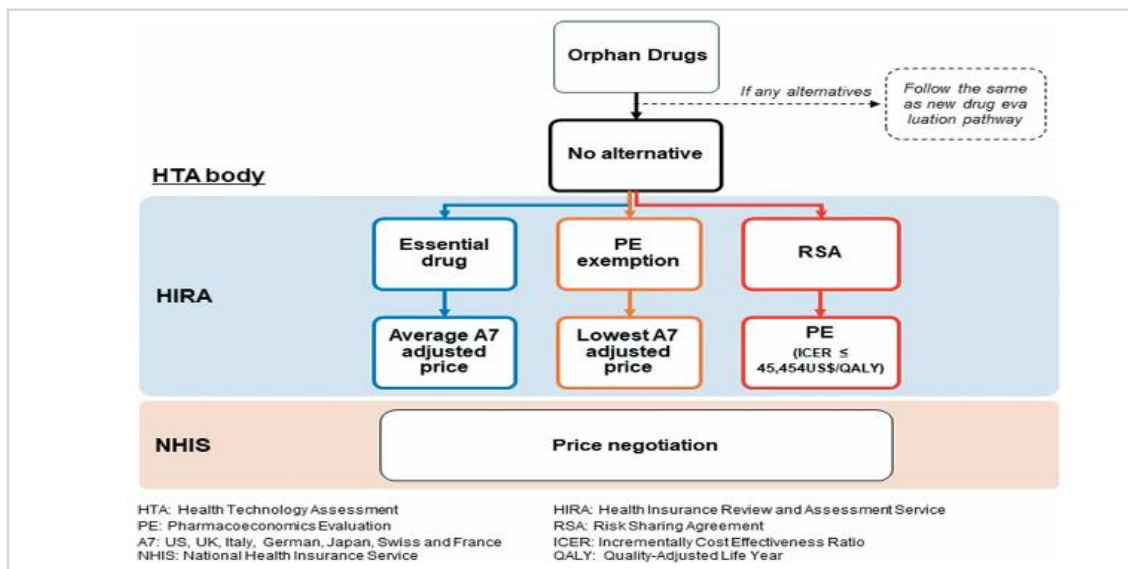 Orphan Drugs
If any alternatives
Follow the same
as new drug eva
luation pathway
No alternative
HTA body
HIRA
Essential
drug
PE
exemption
RSA
Average A7
adjusted
price
Lowest A7
adjusted
price
PE
(ICER ≤
45,454US$/QALY)
NHIS
Price negotiation
HTA: Health Technology Assessment
PE: Pharmacoeconomics Evaluation
A7: US, UK, Italy, German, Japan, Swiss and France
NHIS: National Health Insurance Service
HIRA: Health Insurance Review and Assessment Service
RSA: Risk Sharing Agreement
ICER: Incrementally Cost Effectiveness Ratio
QALY: Quality-Adjusted Life Year